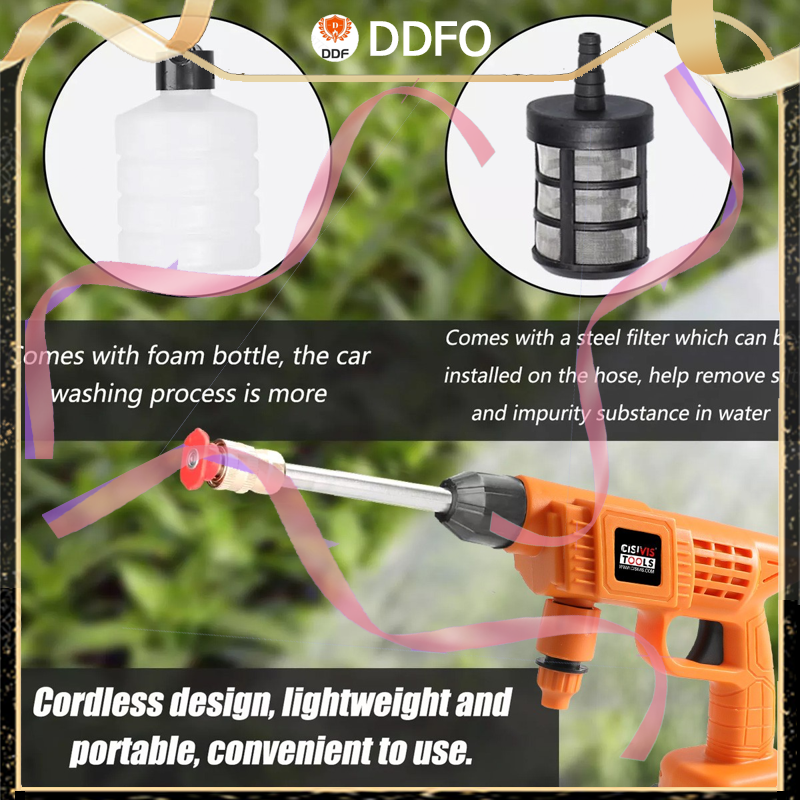 DDF
DDFO
omes with foam bottle, the car
washing process is more
Comes with a steel filter which can b
installed on the hose, help remove s
and impurity substance in water
CISIVIS
TOOLS
Cordless design, lightweight and
portable, convenient to use.